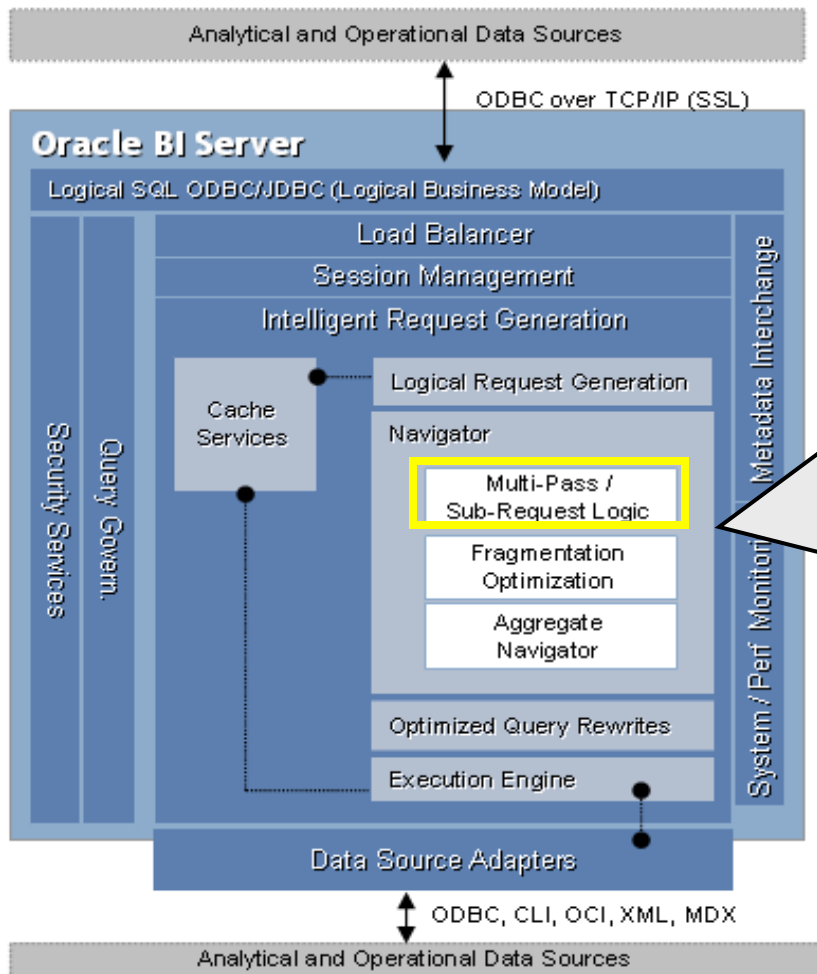 Analytical and Operational Data Sources
ODBC over TCP/IP (SSL)
Oracle BI Server
Logical SQL ODBC/JDBC (Logical Business Model)
Load Balancer
Session Management
Intelligent Request Generation
Security Services
Query Govern.
Cache
Services
Logical Request Generation
Navigator
Multi-Pass /
Sub-Request Logic
Fragmentation
Optimization
Aggregate
Navigator
Optimized Query Rewrites
Execution Engine
Metadata Interchange
System / Perf Monitori
Data Source Adapters
ODBC, CLI, OCI, XML, MDX
Analytical and Operational Data Sources